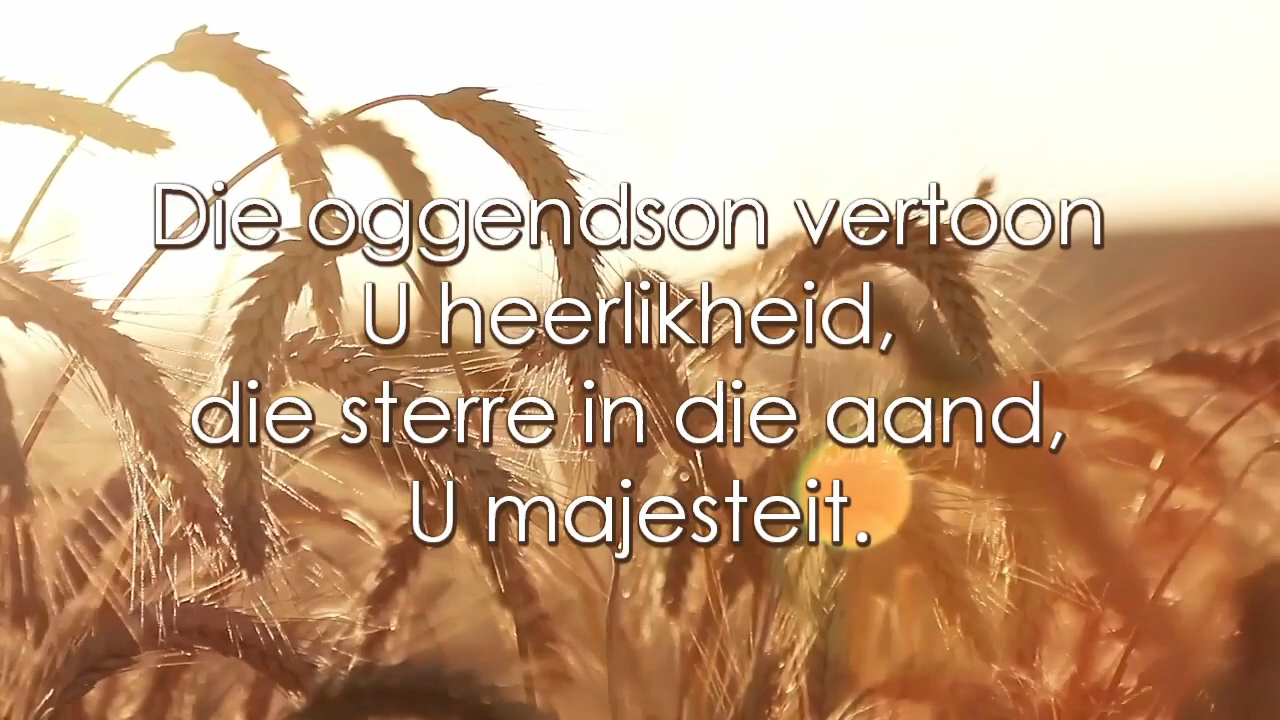 Die oggendson vertoon
U heerlikheid,
die sterre in die aand,
U majesteit.